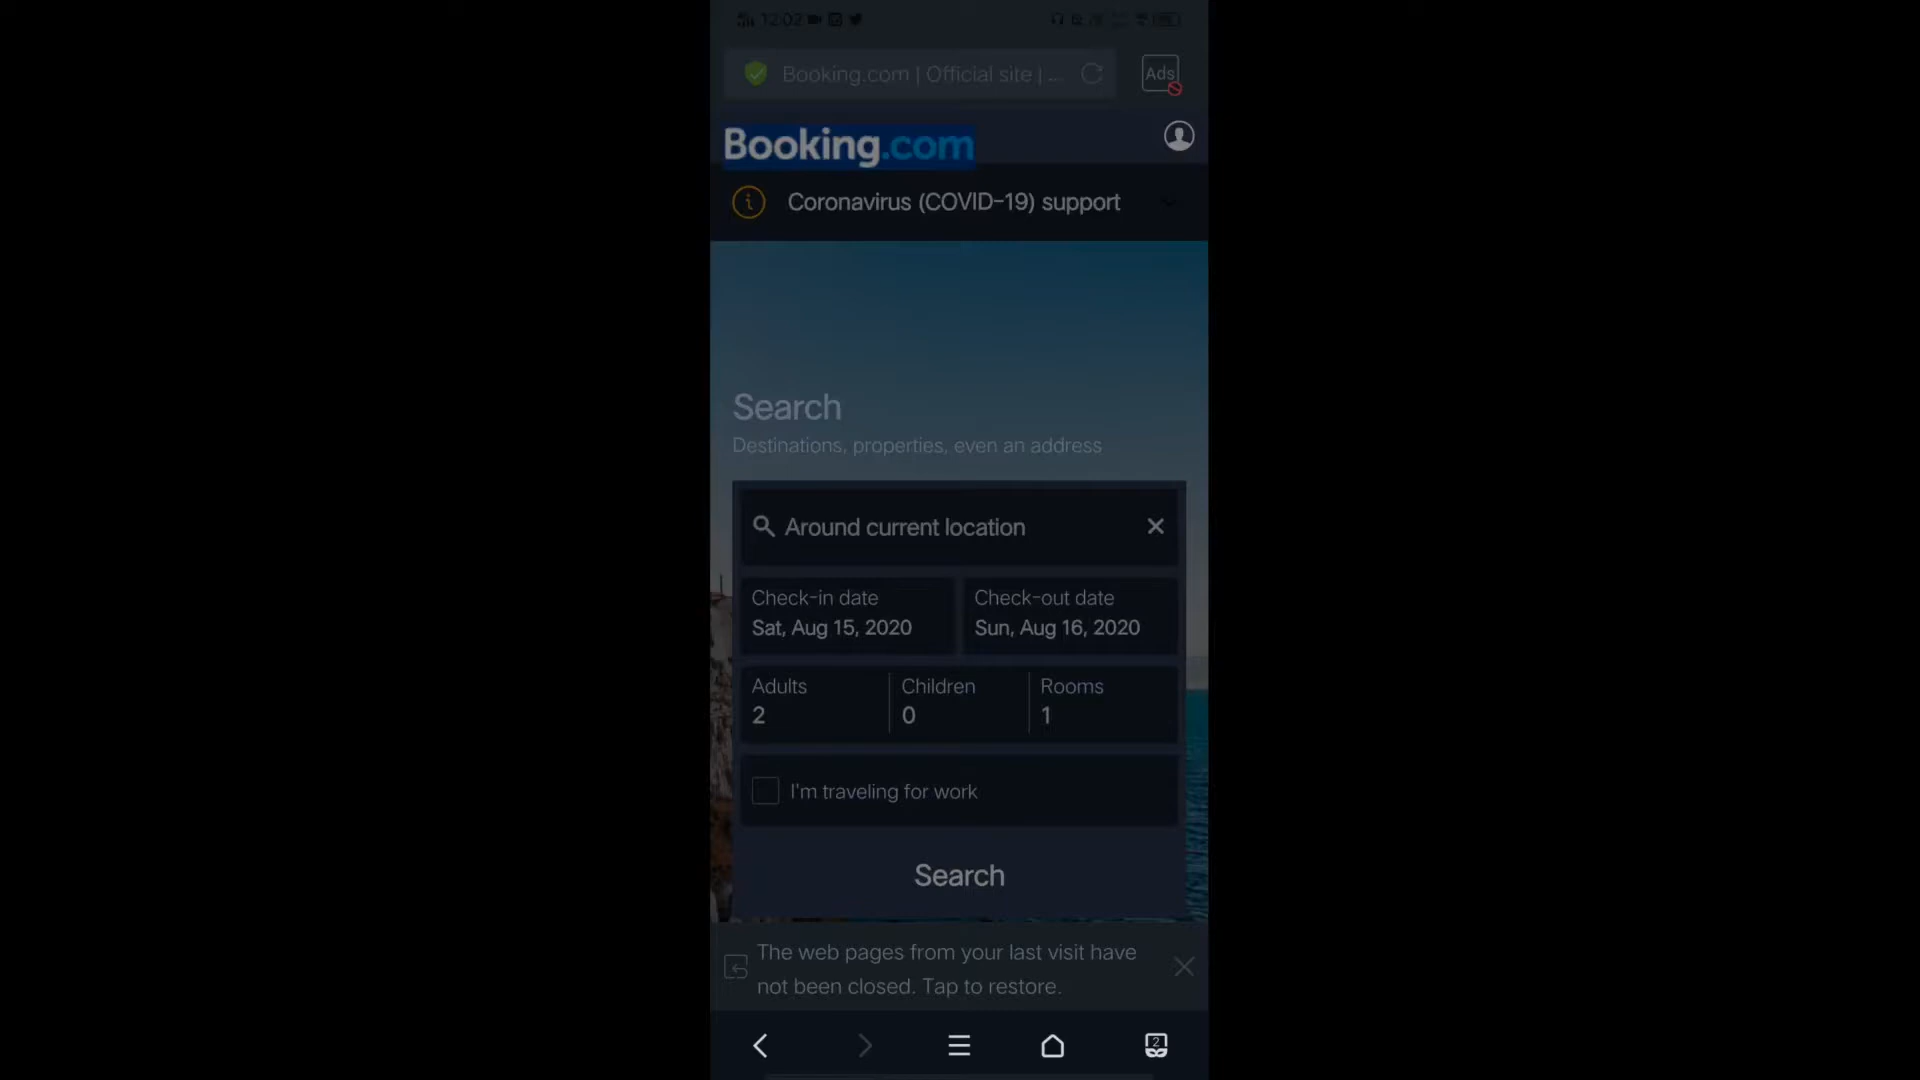 12:02
Booking.com | Official site | ...
Ads
Booking.com
Coronavirus (COVID-19) support
Search
Destinations, properties, even an address
Around current location
Check-in date
Sat, Aug 15, 2020
Check-out date
Sun, Aug 16, 2020
Adults
2
Children
0
Rooms
1
I'm traveling for work
Search
The web pages from your last visit have
not been closed. Tap to restore.
2